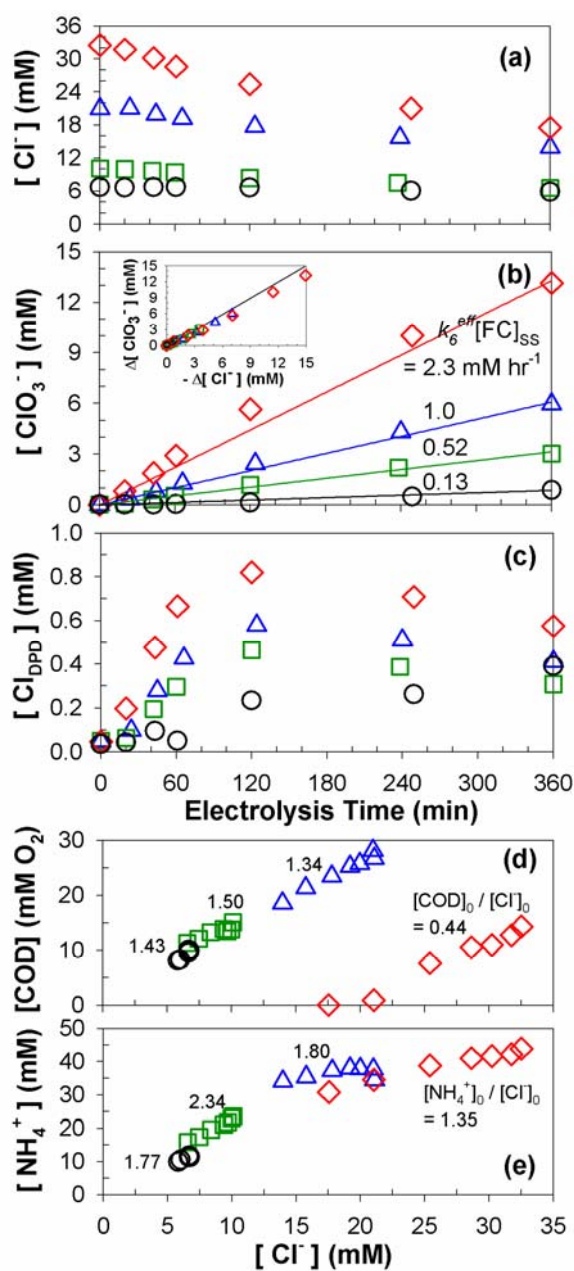 36
30
24
18
12
6
0
[ Cl⁻ ] (mM)
(a)
15
12
9
6
3
0
[ ClO₃⁻ ] (mM)
(b)
15
12
9
6
3
0
Δ[ ClO₃⁻ ] (mM)
0 3 6 9 12 15
- Δ[ Cl⁻ ] (mM)
k₆ᵉᶠᶠ[FC]SS
= 2.3 mM hr⁻¹
1.0
0.52
0.13
1.0
0.8
0.6
0.4
0.2
0.0
[ Cl_DPD ] (mM)
(c)
0 60 120 180 240 300 360
Electrolysis Time (min)
30
20
10
0
[COD] (mM O₂)
(d)
1.34
1.50
1.43
[COD]₀ / [Cl⁻]₀
= 0.44
50
40
30
20
10
0
[ NH₄⁺ ] (mM)
1.80
2.34
1.77
[NH₄⁺]₀ / [Cl⁻]₀
= 1.35
(e)
0 5 10 15 20 25 30 35
[ Cl⁻ ] (mM)